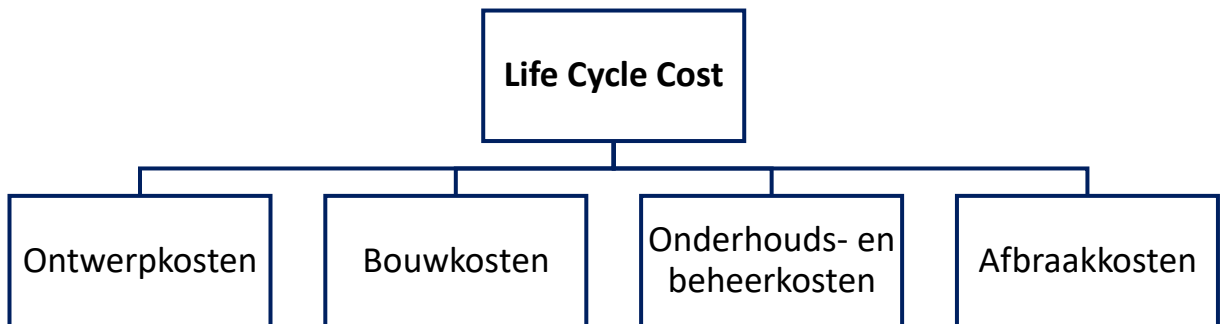 Life Cycle Cost
Ontwerpkosten
Bouwkosten
Onderhouds- en
beheerkosten
Afbraakkosten